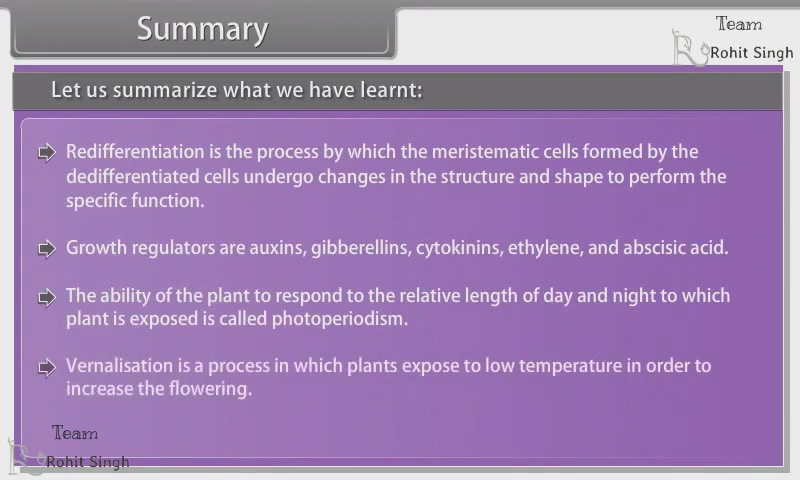 Summary
Team
Rohit Singh
Let us summarize what we have learnt:
Redifferentiation is the process by which the meristematic cells formed by the
dedifferentiated cells undergo changes in the structure and shape to perform the
specific function.
Growth regulators are auxins, gibberellins, cytokinins, ethylene, and abscisic acid.
The ability of the plant to respond to the relative length of day and night to which
plant is exposed is called photoperiodism.
Vernalisation is a process in which plants expose to low temperature in order to
increase the flowering.
Team
Rohit Singh